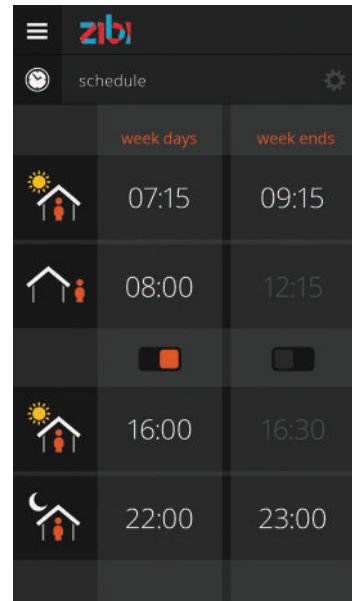 zibi
schedule
week days week ends
07:15 09:15
08:00 12:15
16:00 16:30
22:00 23:00